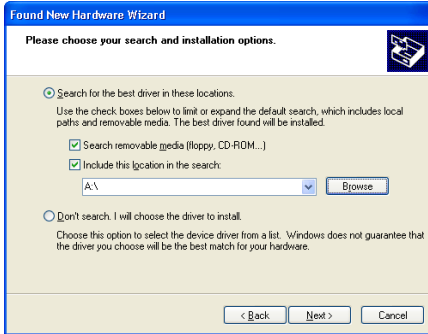 Found New Hardware Wizard
Please choose your search and installation options.
Search for the best driver in these locations.
Use the check boxes below to limit or expand the default search, which includes local
paths and removable media. The best driver found will be installed.
Search removable media (floppy, CD-ROM...)
Include this location in the search:
A:\
Browse
Don't search. I will choose the driver to install.
Choose this option to select the device driver from a list. Windows does not guarantee that
the driver you choose will be the best match for your hardware.
< Back
Next >
Cancel